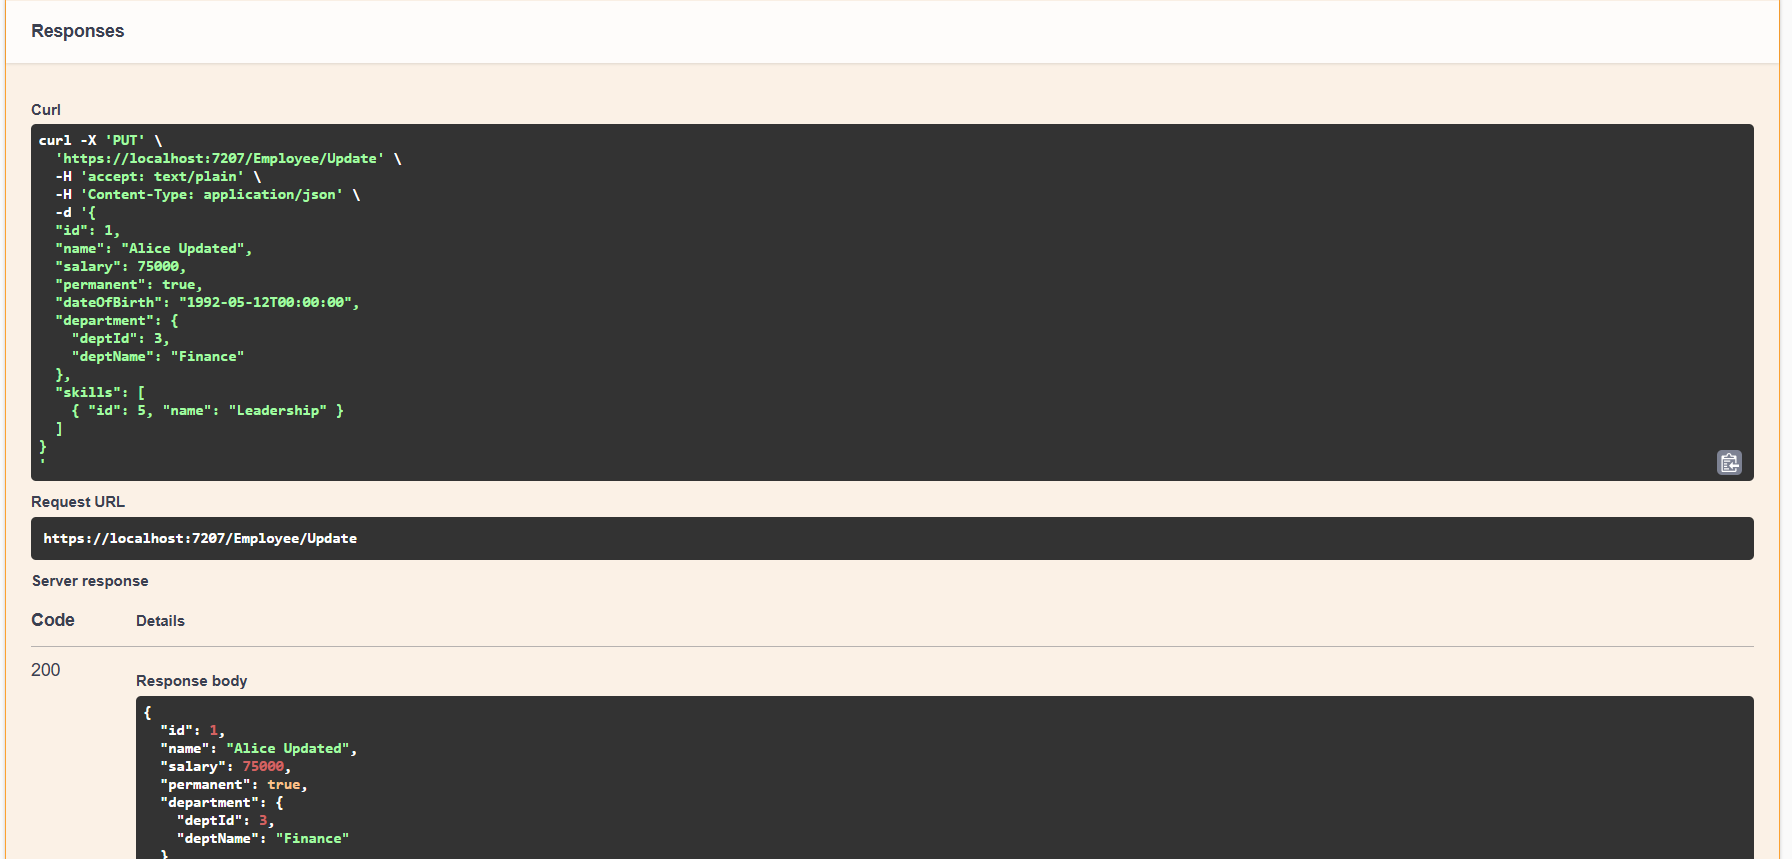 Responses
Curl
curl -X 'PUT' \
  'https://localhost:7207/Employee/Update' \
  -H 'accept: text/plain' \
  -H 'Content-Type: application/json' \
  -d '{
  "id": 1,
  "name": "Alice Updated",
  "salary": 75000,
  "permanent": true,
  "dateOfBirth": "1992-05-12T00:00:00",
  "department": {
    "deptId": 3,
    "deptName": "Finance"
  },
  "skills": [
    { "id": 5, "name": "Leadership" }
  ]
}
'
Request URL
https://localhost:7207/Employee/Update
Server response
Code Details
200
Response body
{
  "id": 1,
  "name": "Alice Updated",
  "salary": 75000,
  "permanent": true,
  "department": {
    "deptId": 3,
    "deptName": "Finance"
  }